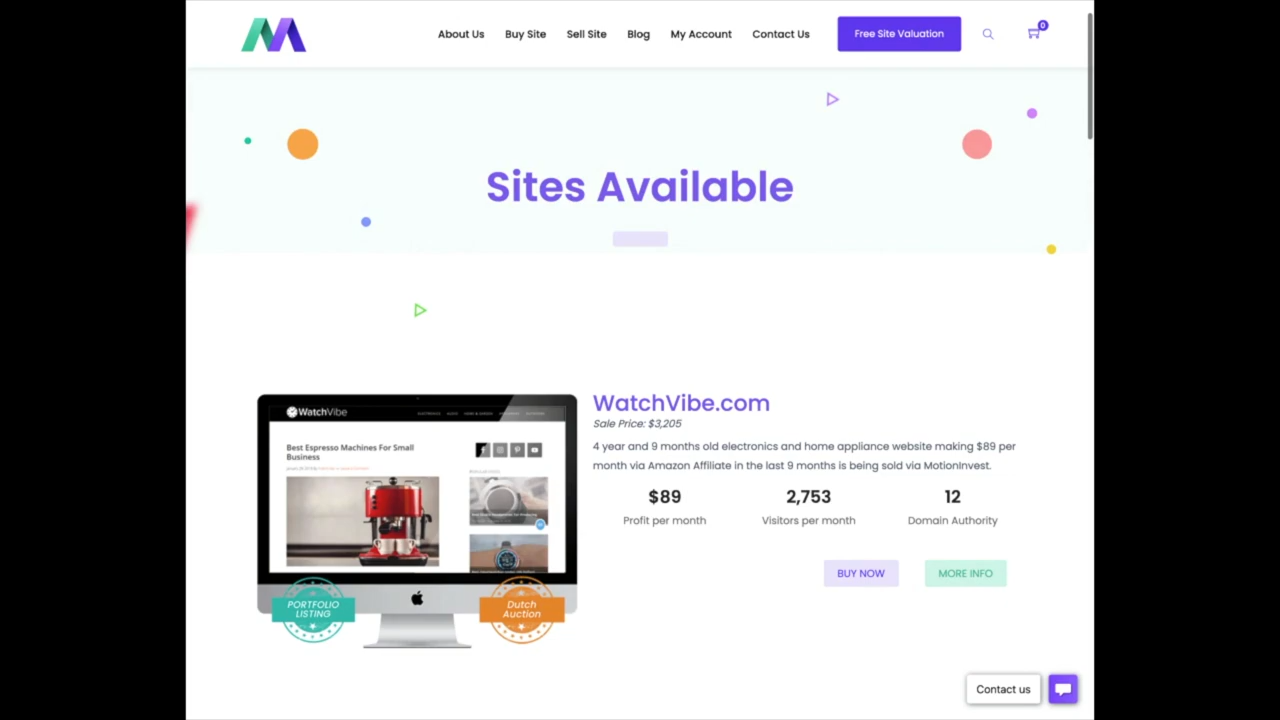 About Us Buy Site Sell Site Blog My Account Contact Us Free Site Valuation 0
Sites Available
WatchVibe
Best Espresso Machines For Small
Business
WatchVibe.com
Sale Price: $3,205
4 year and 9 months old electronics and home appliance website making $89 per
month via Amazon Affiliate in the last 9 months is being sold via MotionInvest.
$89 2,753 12
Profit per month Visitors per month Domain Authority
BUY NOW MORE INFO
PORTFOLIO
LISTING
Dutch
Auction
Contact us